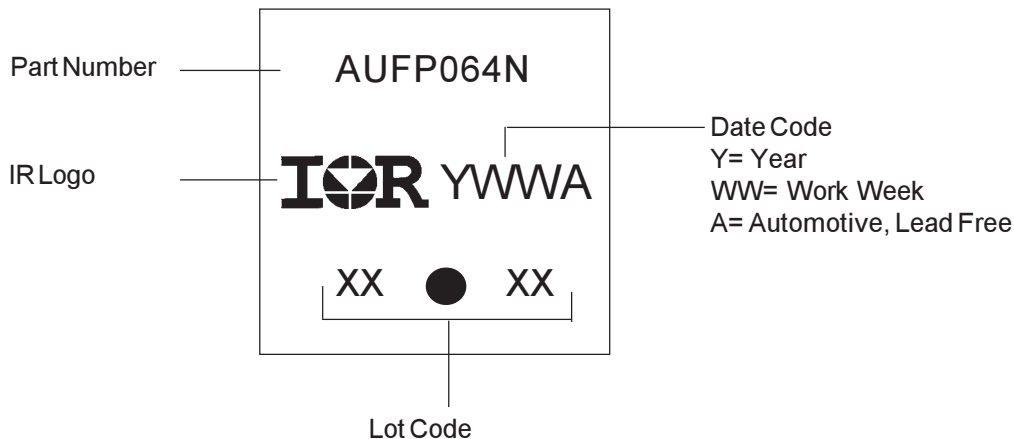 Part Number
AUFP064N
IR Logo
IOR YWWA
Date Code
Y= Year
WW= Work Week
A= Automotive, Lead Free
XX XX
Lot Code